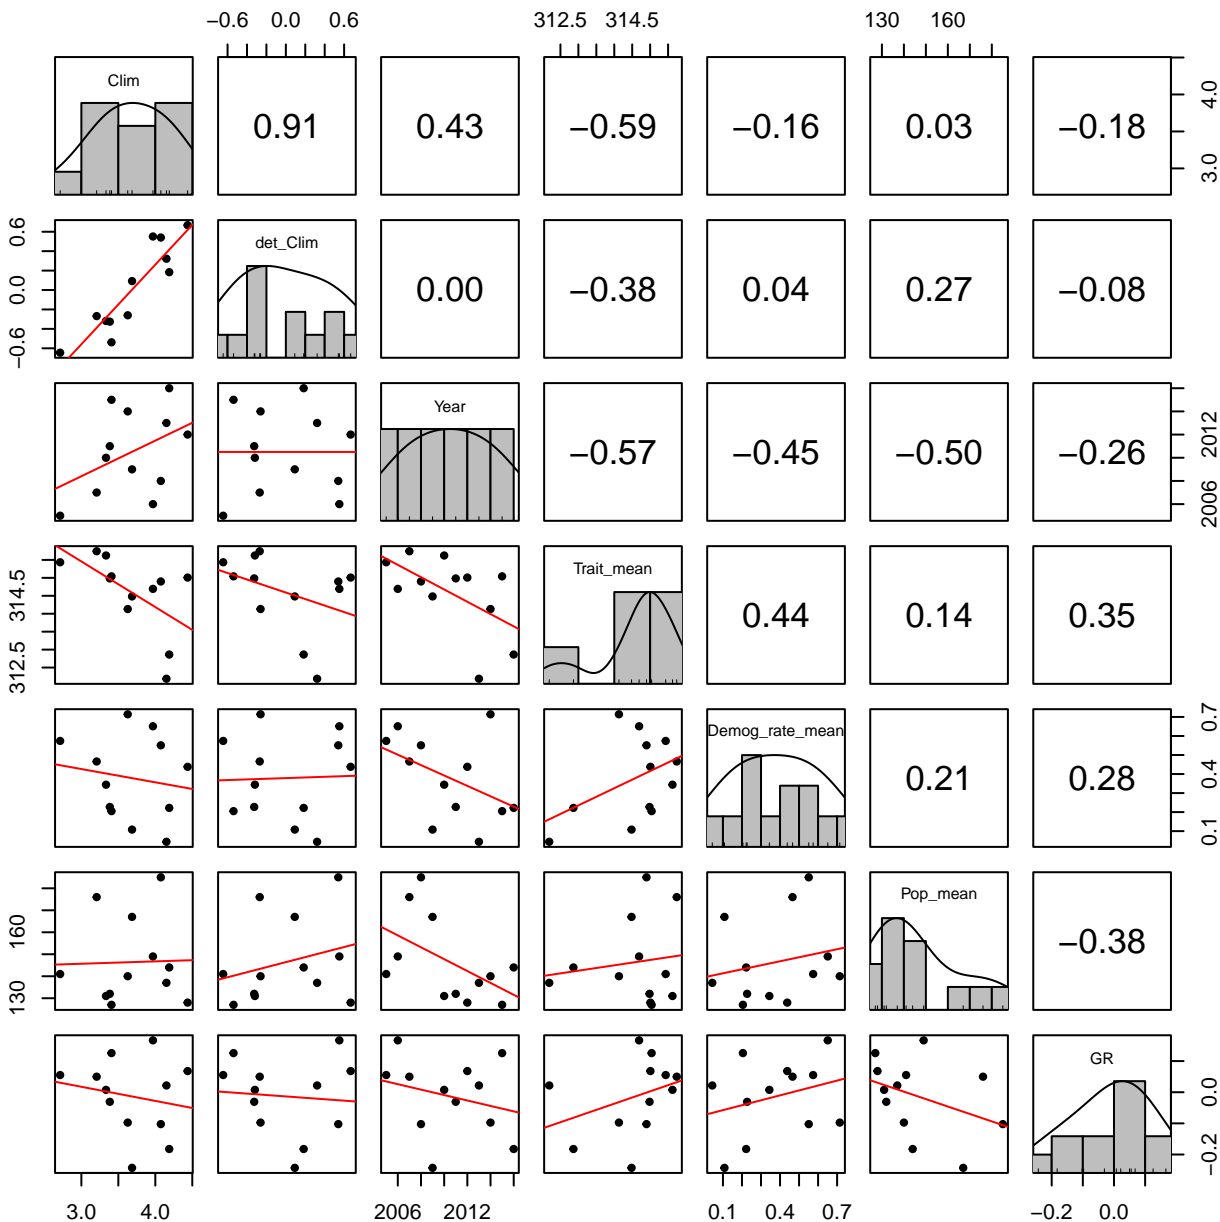 −0.6 0.0 0.6 312.5 314.5 130 160
Clim 0.91 0.43 −0.59 −0.16 0.03 −0.18 3.0 4.0
−0.6 0.0 0.6 det_Clim 0.00 −0.38 0.04 0.27 −0.08
Year −0.57 −0.45 −0.50 −0.26 2006 2012
312.5 314.5 Trait_mean 0.44 0.14 0.35
Demog_rate_mean 0.21 0.28 0.1 0.4 0.7
130 160 Pop_mean −0.38
GR −0.2 0.0
3.0 4.0 2006 2012 0.1 0.4 0.7 −0.2 0.0